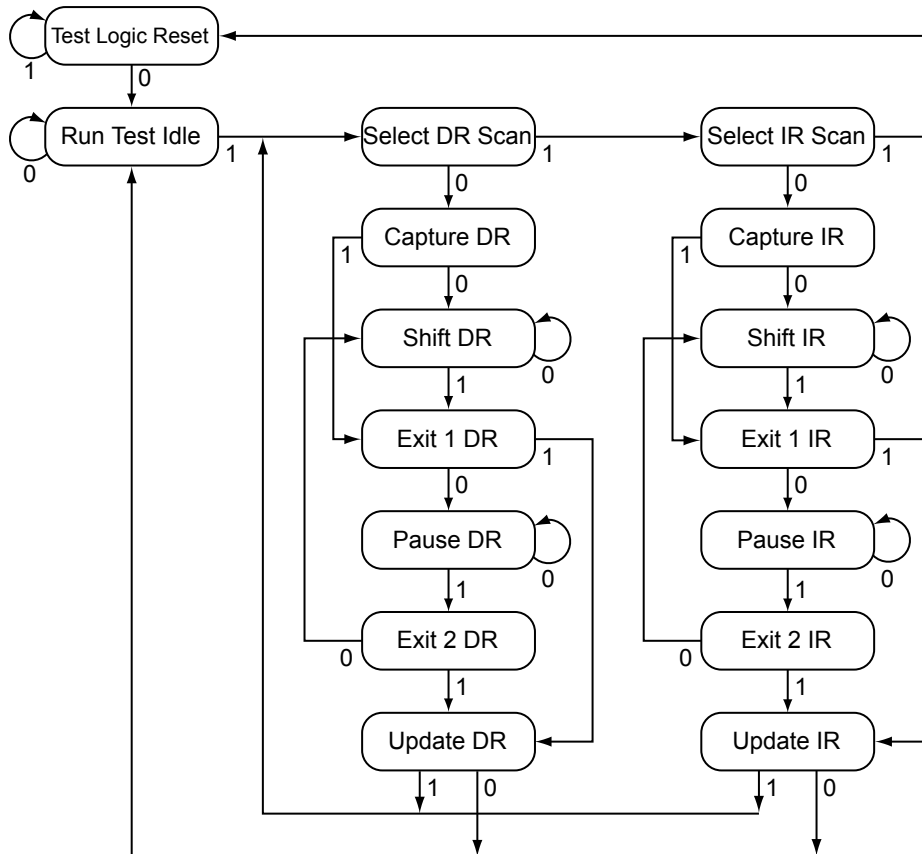 Test Logic Reset
1
0
Run Test Idle
0
1
Select DR Scan
1
0
Select IR Scan
1
0
Capture DR
1
0
Capture IR
1
0
Shift DR
0
1
Shift IR
0
1
Exit 1 DR
1
0
Exit 1 IR
1
0
Pause DR
0
1
Pause IR
0
1
Exit 2 DR
0
1
Exit 2 IR
0
1
Update DR
1
0
Update IR
1
0